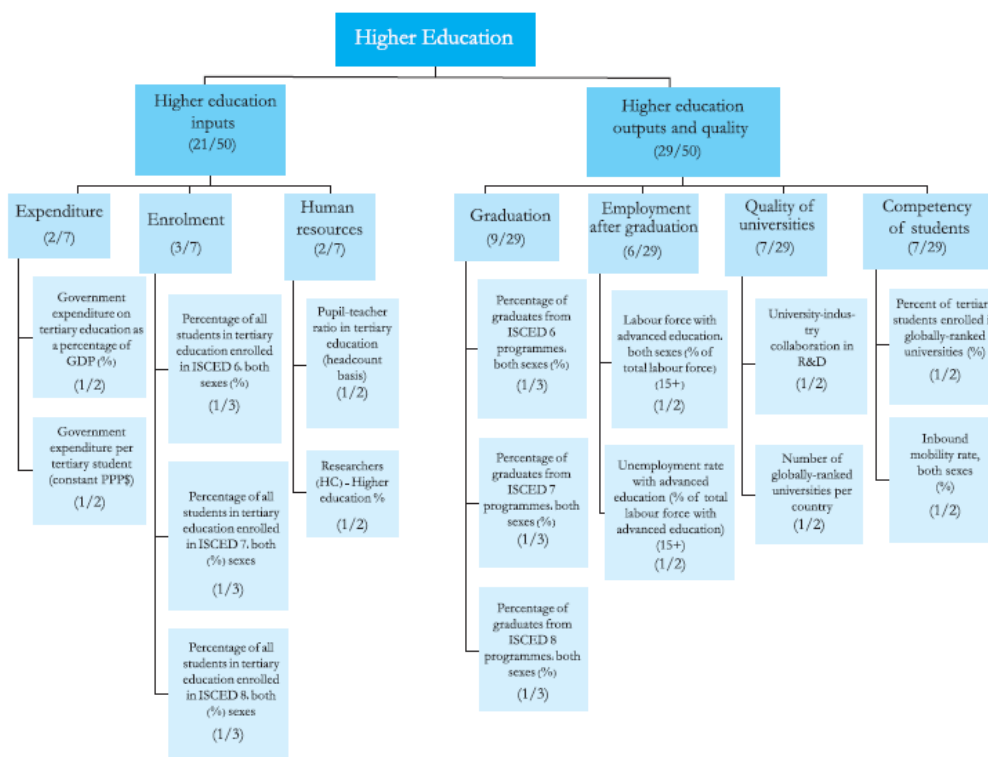 Higher Education
Higher education
inputs
(21/50)
Higher education
outputs and quality
(29/50)
Expenditure
(2/7)
Enrolment
(3/7)
Human
resources
(2/7)
Graduation
(9/29)
Employment
after graduation
(6/29)
Quality of
universities
(7/29)
Competency
of students
(7/29)
Government
expenditure on
tertiary education as
a percentage of
GDP (%)
(1/2)
Government
expenditure per
tertiary student
(constant PPP$)
(1/2)
Percentage of all
students in tertiary
education enrolled
in ISCED 6. both
sexes (%)
(1/3)
Percentage of all
students in tertiary
education enrolled
in ISCED 7. both
(%) sexes
(1/3)
Percentage of all
students in tertiary
education enrolled
in ISCED 8. both
(%) sexes
(1/3)
Pupil-teacher
ratio in tertiary
education
(headcount
basis)
(1/2)
Researchers
(HC) - Higher
education %
(1/2)
Percentage of
graduates from
ISCED 6
programmes.
both sexes (%)
(1/3)
Percentage of
graduates from
ISCED 7
programmes. both
sexes (%)
(1/3)
Percentage of
graduates from
ISCED 8
programmes. both
sexes (%)
(1/3)
Labour force with
advanced education.
both sexes (% of
total labour force)
(15+)
(1/2)
Unemployment rate
with advanced
education (% of total
labour force with
advanced education)
(15+)
(1/2)
University-indus-
try
collaboration in
R&D
(1/2)
Number of
globally-ranked
universities per
country
(1/2)
Percent of tertiar
students enrolled i
globally-ranked
universities (%)
(1/2)
Inbound
mobility rate,
both sexes
(%)
(1/2)